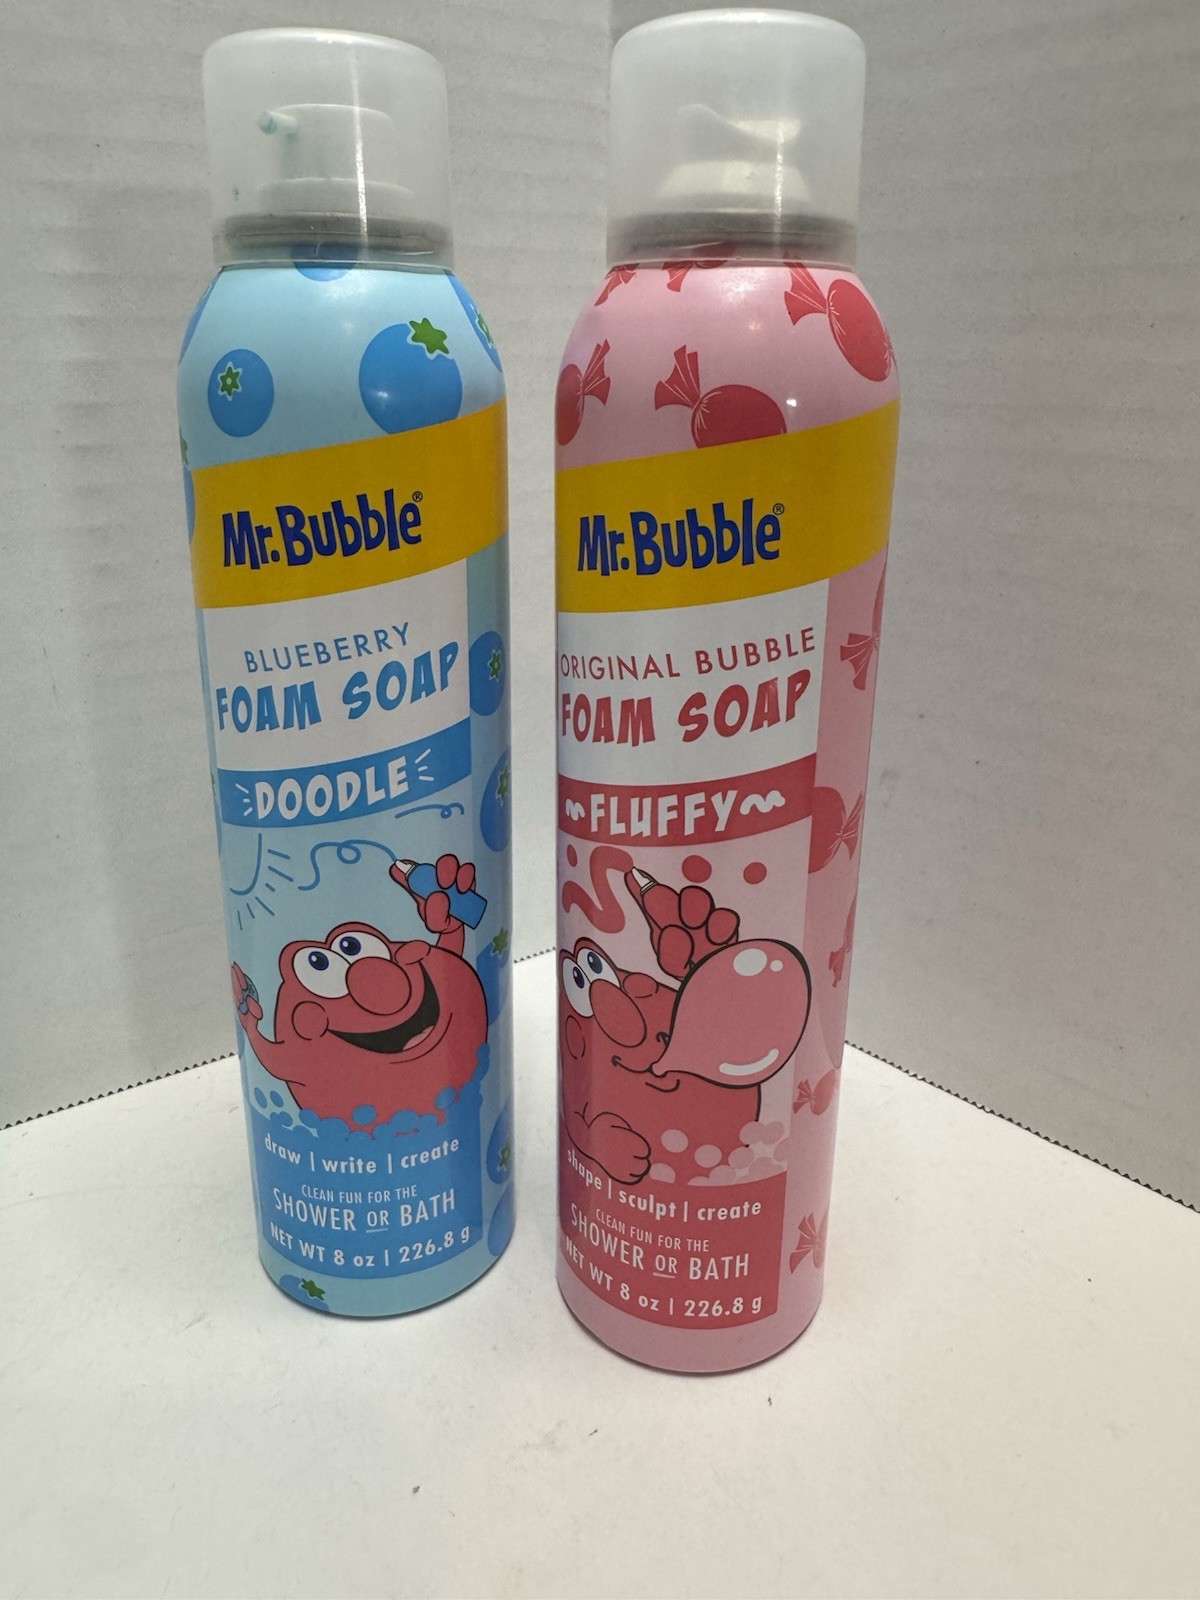 Mr. Bubble®
BLUEBERRY
FOAM SOAP
DOODLE
draw | write | create
CLEAN FUN FOR THE
SHOWER OR BATH
NET WT 8 oz | 226.8 g
Mr. Bubble®
ORIGINAL BUBBLE
FOAM SOAP
FLUFFY
shape | sculpt | create
CLEAN FUN FOR THE
SHOWER OR BATH
NET WT 8 oz | 226.8 g